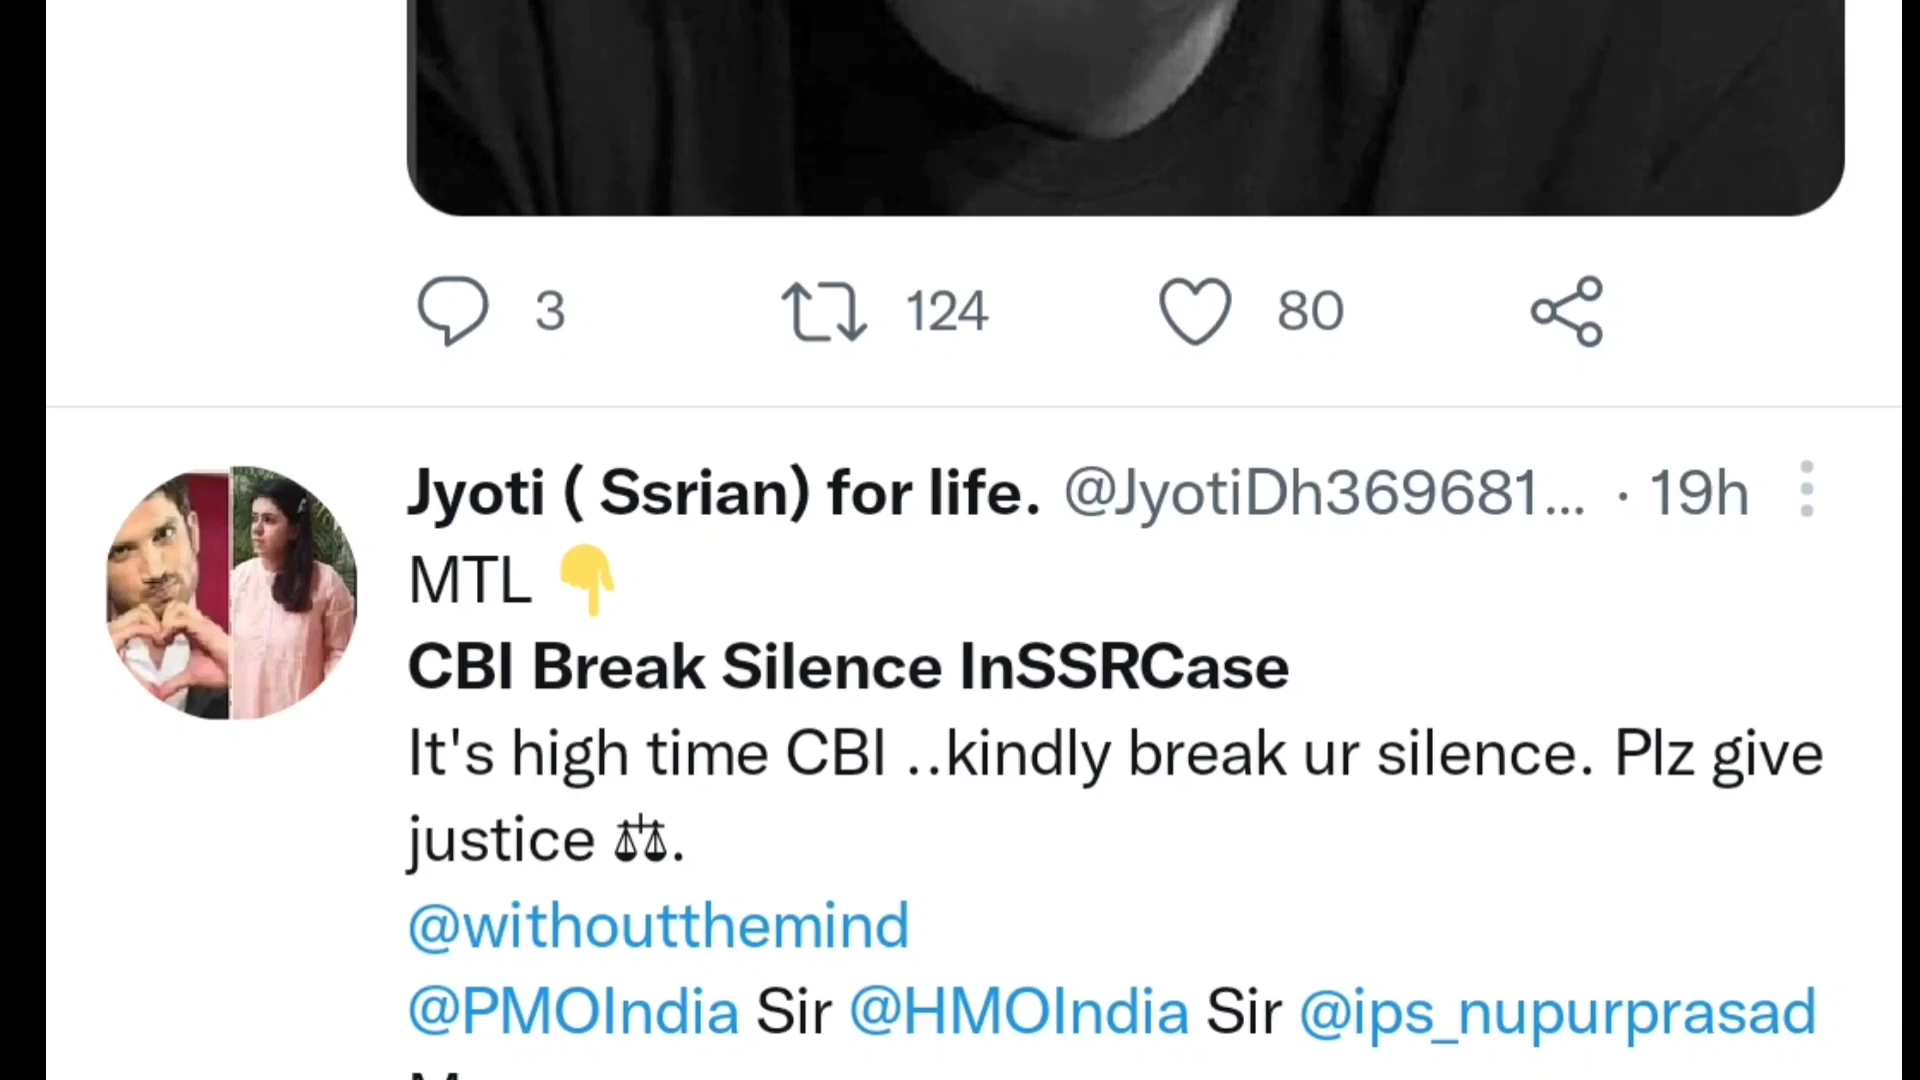 3 124 80
Jyoti ( Ssrian) for life. @JyotiDh369681... · 19h
MTL 👇
CBI Break Silence InSSRCase
It's high time CBI ..kindly break ur silence. Plz give
justice ⚖.
@withoutthemind
@PMOIndia Sir @HMOIndia Sir @ips_nupurprasad